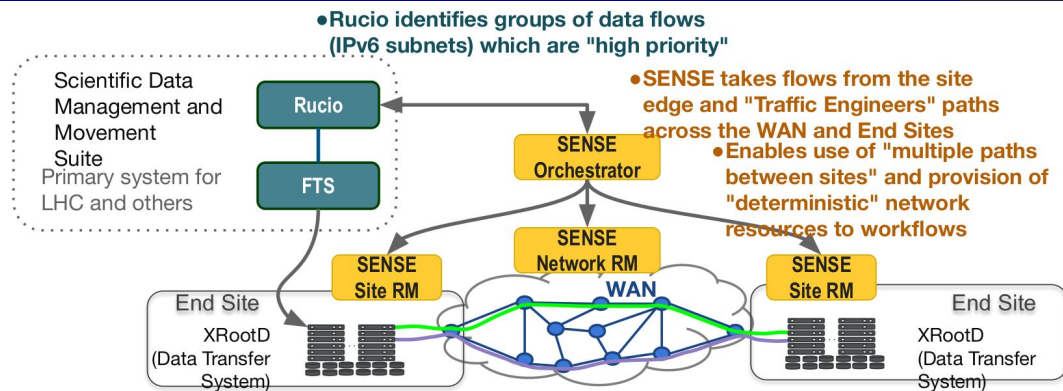 ●Rucio identifies groups of data flows
(IPv6 subnets) which are "high priority"
Scientific Data
Management and
Movement
Suite
Primary system for
LHC and others
Rucio
FTS
●SENSE takes flows from the site
edge and "Traffic Engineers" paths
across the WAN and End Sites
●Enables use of "multiple paths
between sites" and provision of
"deterministic" network
resources to workflows
SENSE
Orchestrator
SENSE
Site RM
SENSE
Network RM
SENSE
Site RM
End Site
XRootD
(Data Transfer
System)
WAN
End Site
XRootD
(Data Transfer
System)